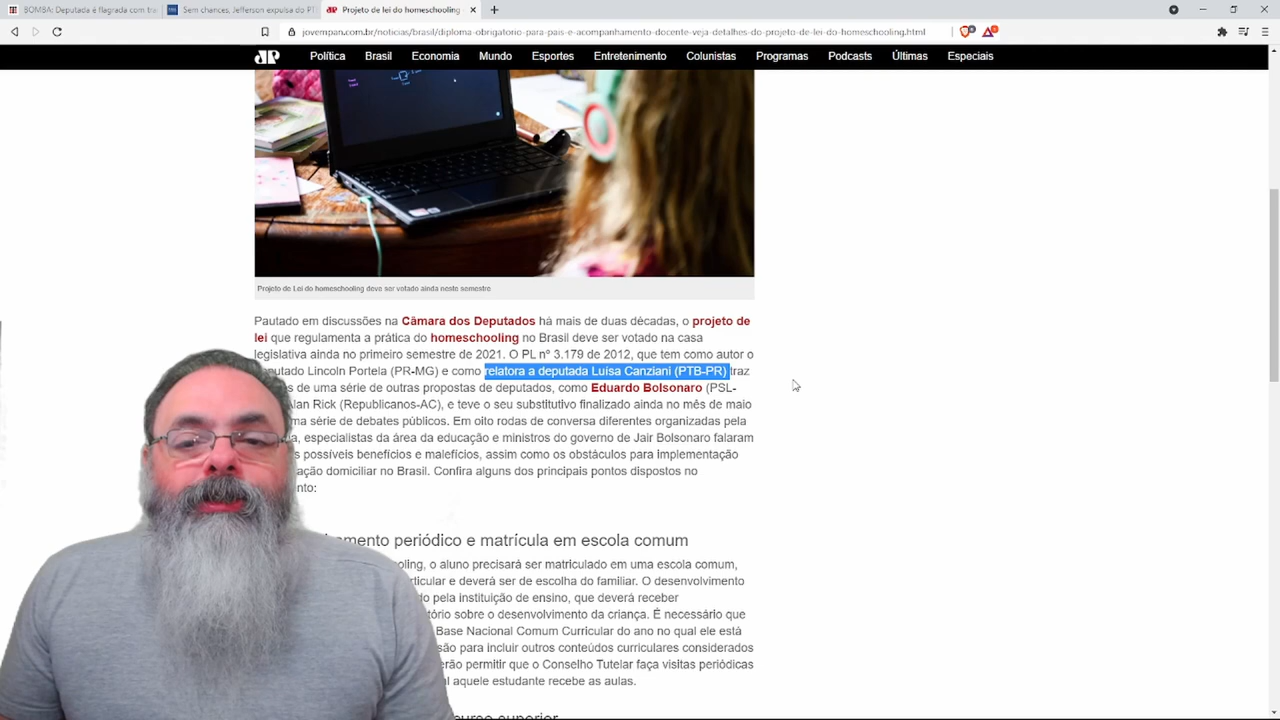 BOMBA: Deputada é flagrada com tra
Sem chances, Jefferson expulsa do PT
Projeto de lei do homeschooling -
jovempan.com.br/noticias/brasil/diploma-obrigatorio-para-pais-e-acompanhamento-docente-veja-detalhes-do-projeto-de-lei-do-homeschooling.html
JP Política Brasil Economia Mundo Esportes Entretenimento Colunistas Programas Podcasts Últimas Especiais
Projeto de Lei do homeschooling deve ser votado ainda neste semestre
Pautado em discussões na Câmara dos Deputados há mais de duas décadas, o projeto de
lei que regulamenta a prática do homeschooling no Brasil deve ser votado na casa
legislativa ainda no primeiro semestre de 2021. O PL nº 3.179 de 2012, que tem como autor o
deputado Lincoln Portela (PR-MG) e como relatora a deputada Luísa Canziani (PTB-PR) traz
de uma série de outras propostas de deputados, como Eduardo Bolsonaro (PSL-
Alan Rick (Republicanos-AC), e teve o seu substitutivo finalizado ainda no mês de maio
ma série de debates públicos. Em oito rodas de conversa diferentes organizadas pela
, especialistas da área da educação e ministros do governo de Jair Bolsonaro falaram
s possíveis benefícios e malefícios, assim como os obstáculos para implementação
ação domiciliar no Brasil. Confira alguns dos principais pontos dispostos no
ento:
amento periódico e matrícula em escola comum
oling, o aluno precisará ser matriculado em uma escola comum,
rticular e deverá ser de escolha do familiar. O desenvolvimento
do pela instituição de ensino, que deverá receber
tório sobre o desenvolvimento da criança. É necessário que
Base Nacional Comum Curricular do ano no qual ele está
são para incluir outros conteúdos curriculares considerados
erão permitir que o Conselho Tutelar faça visitas periódicas
al aquele estudante recebe as aulas.
curso superior